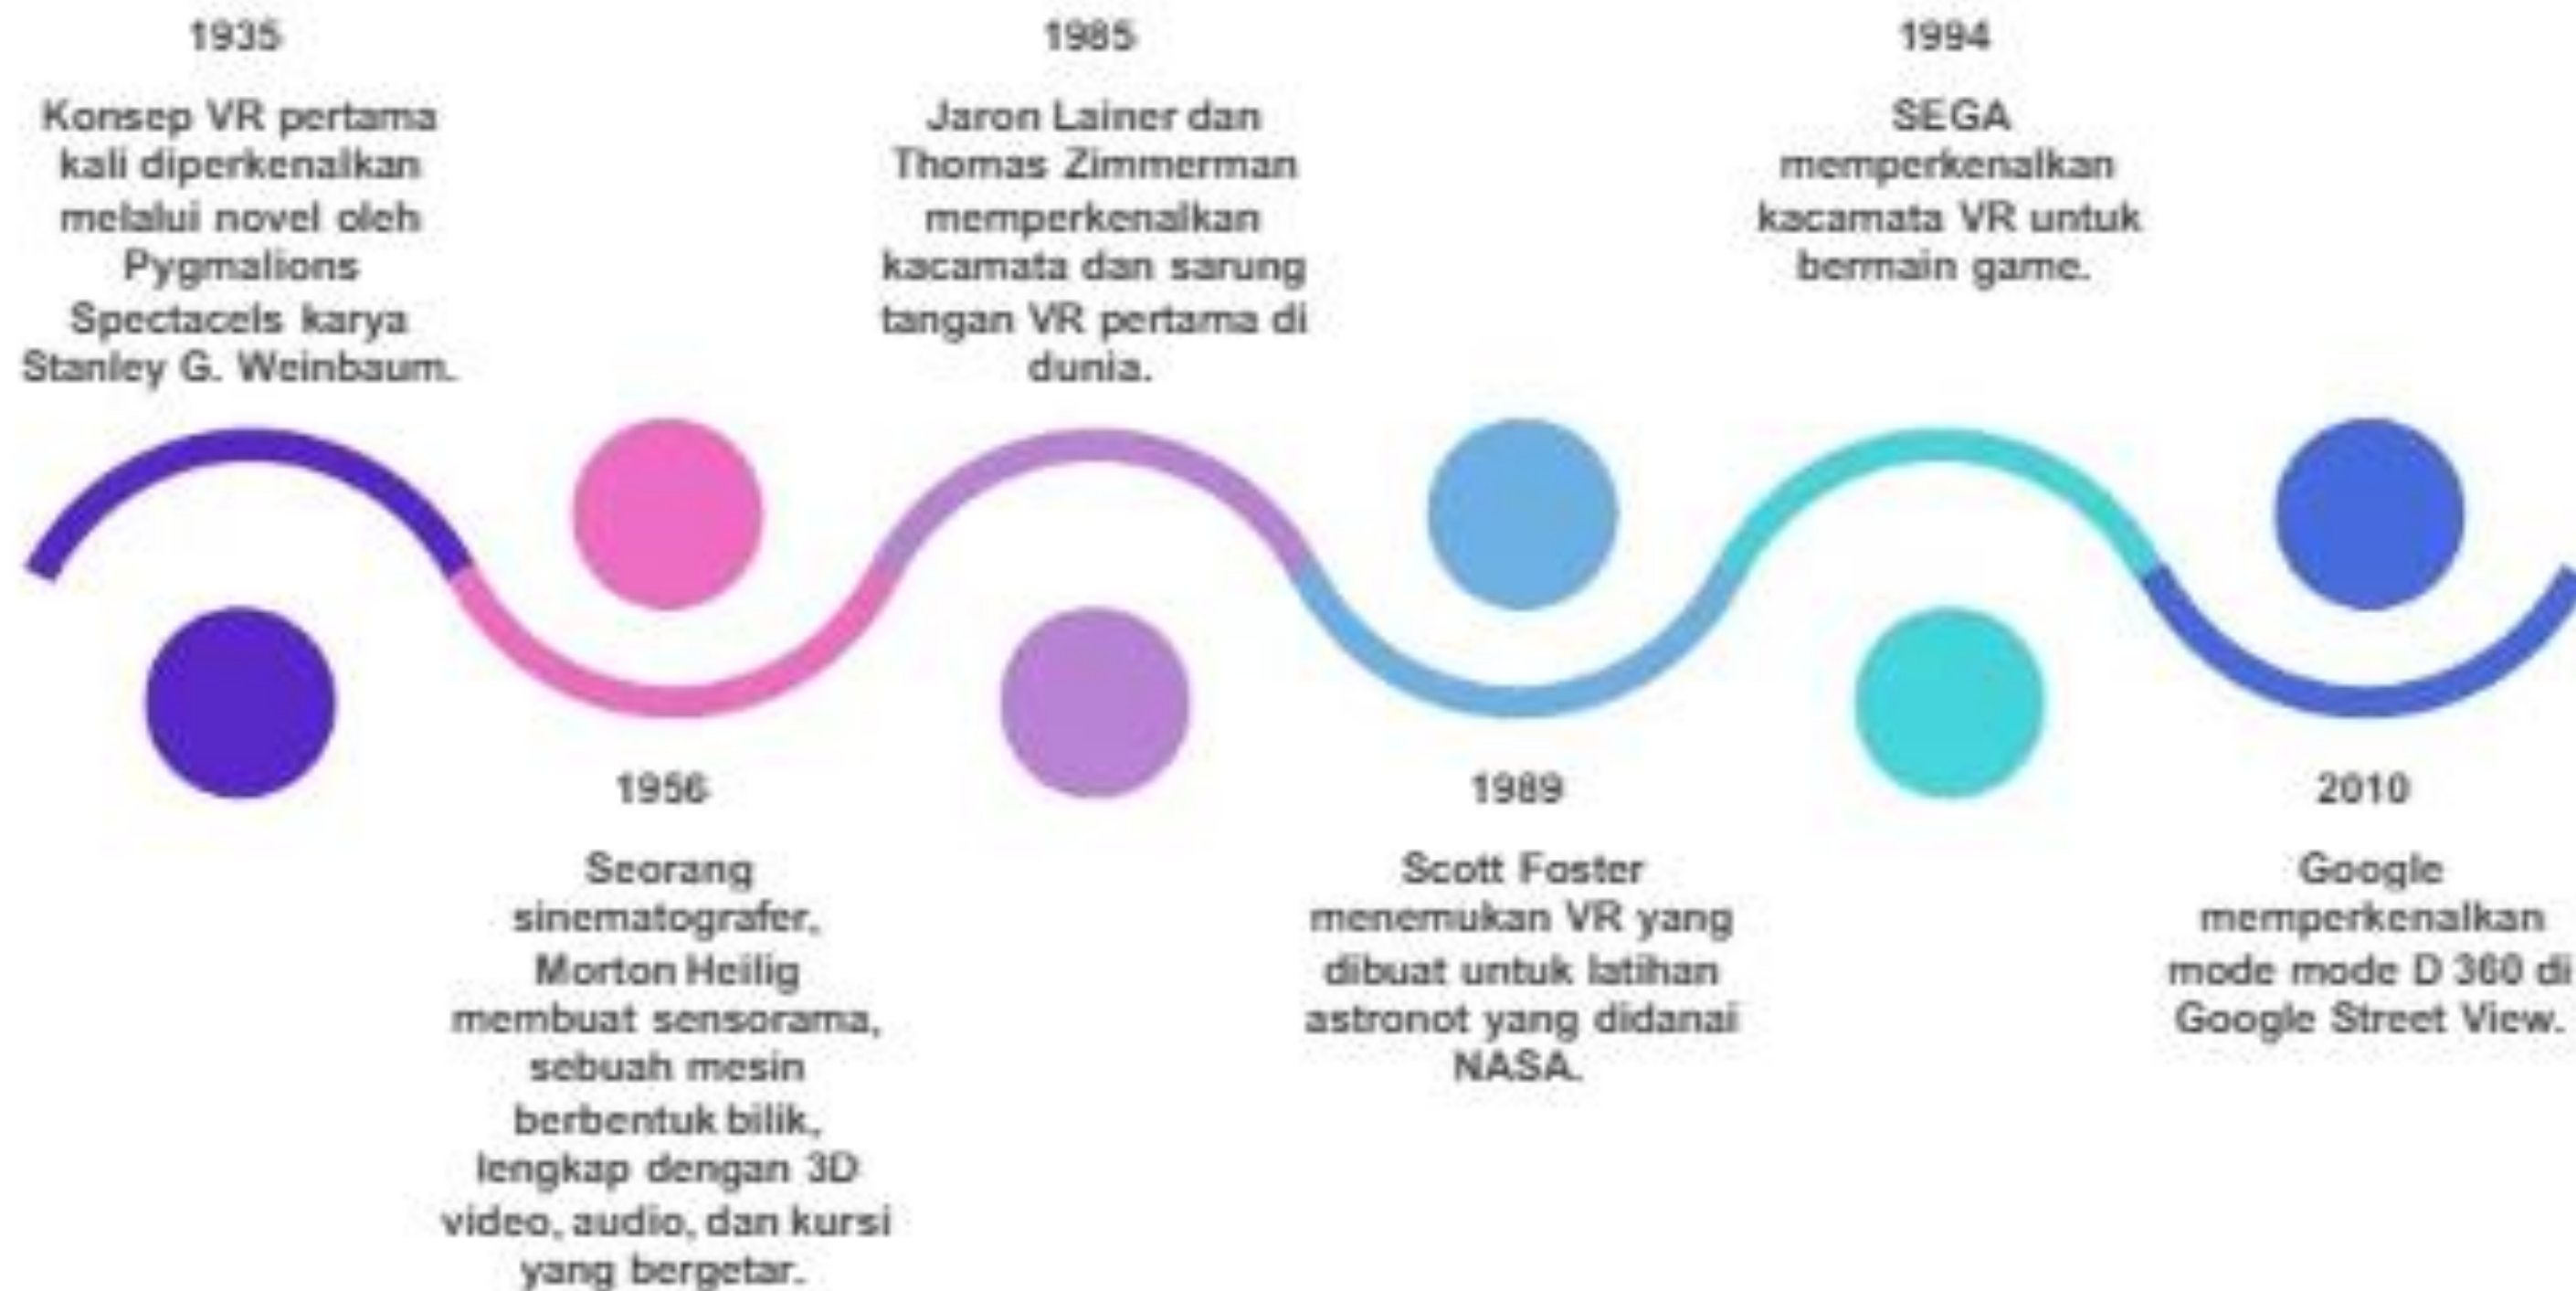 1935
Konsep VR pertama
kali diperkenalkan
melalui novel oleh
Pygmalions
Spectacels karya
Stanley G. Weinbaum.
1956
Seorang
sinematografer,
Morton Heilig
membuat sensorama,
sebuah mesin
berbentuk bilik,
lengkap dengan 3D
video, audio, dan kursi
yang bergetar.
1985
Jaron Lainer dan
Thomas Zimmerman
memperkenalkan
kacamata dan sarung
tangan VR pertama di
dunia.
1989
Scott Foster
menemukan VR yang
dibuat untuk latihan
astronot yang didanai
NASA.
1994
SEGA
memperkenalkan
kacamata VR untuk
bermain game.
2010
Google
memperkenalkan
mode mode D 360 di
Google Street View.